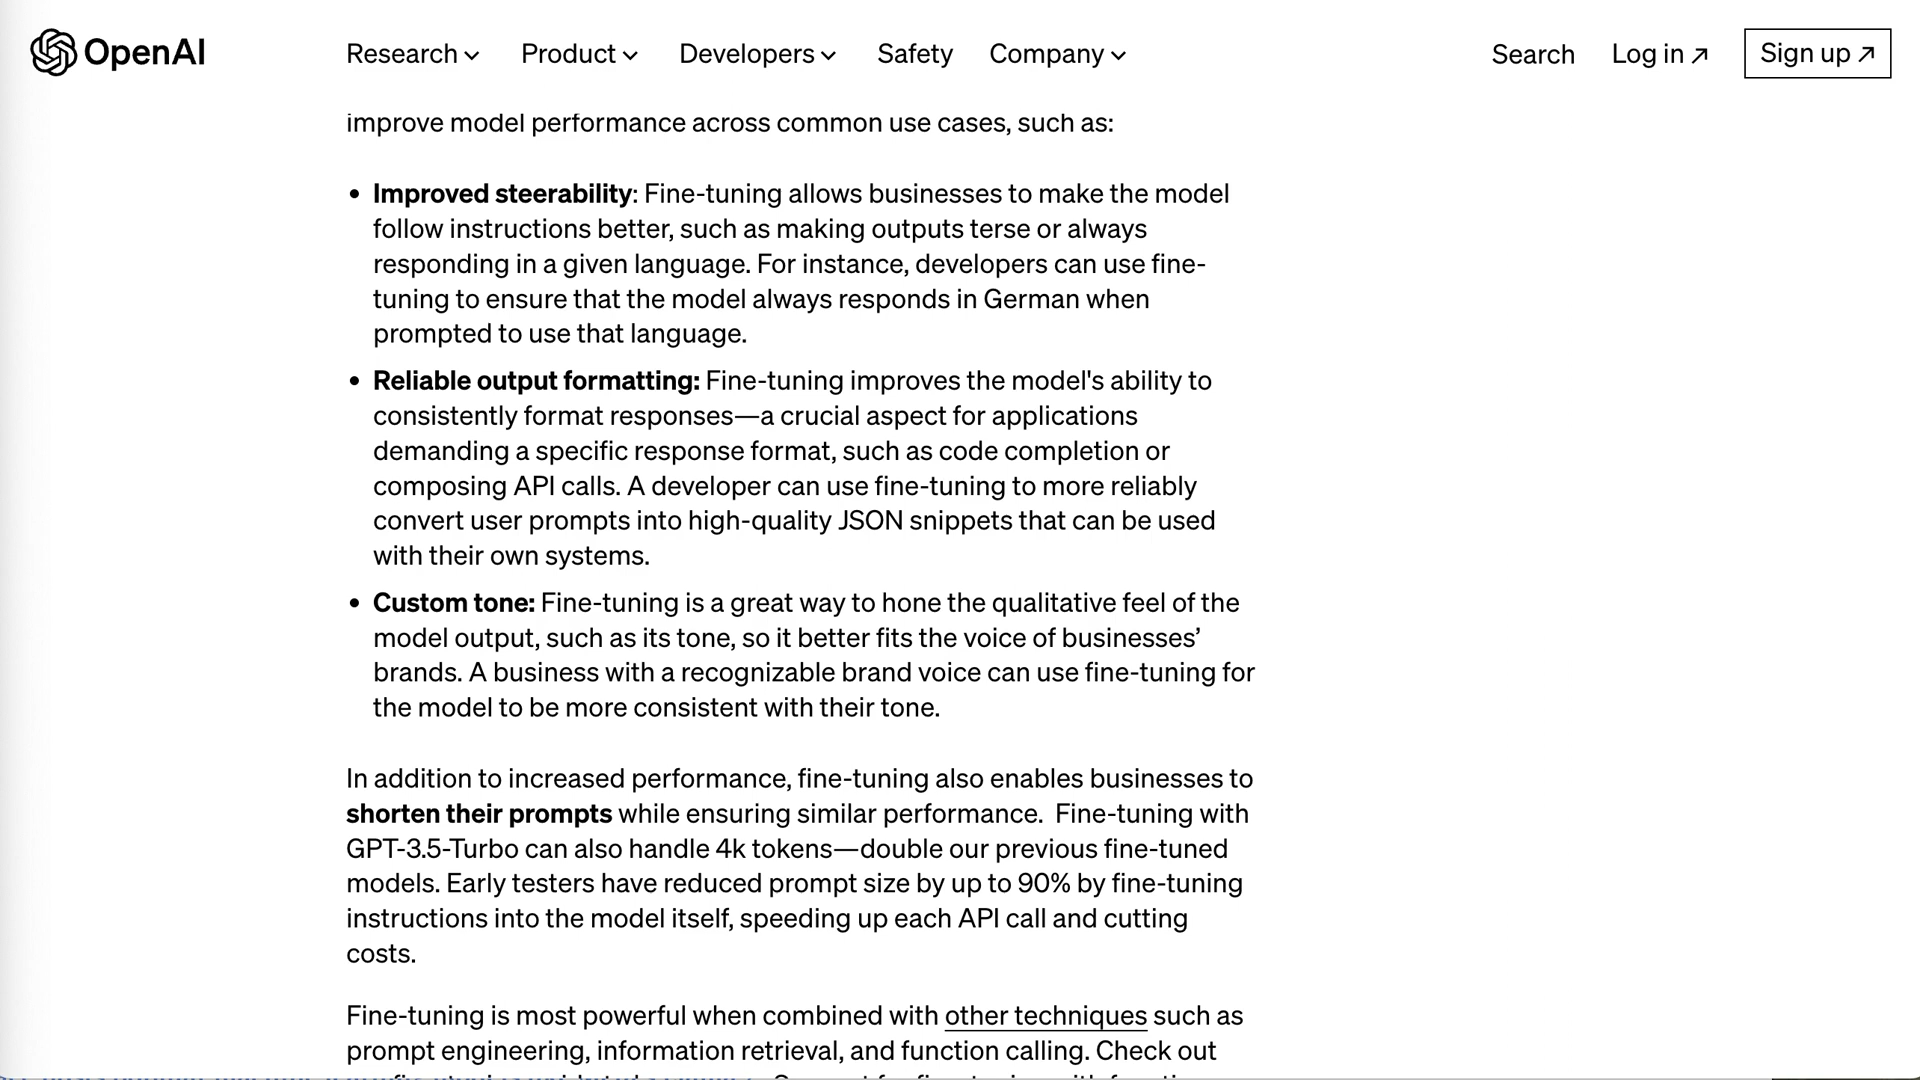 OpenAI
Research Product Developers Safety Company Search Log in ↗ Sign up ↗
improve model performance across common use cases, such as:
• Improved steerability: Fine-tuning allows businesses to make the model
follow instructions better, such as making outputs terse or always
responding in a given language. For instance, developers can use fine-
tuning to ensure that the model always responds in German when
prompted to use that language.
• Reliable output formatting: Fine-tuning improves the model's ability to
consistently format responses—a crucial aspect for applications
demanding a specific response format, such as code completion or
composing API calls. A developer can use fine-tuning to more reliably
convert user prompts into high-quality JSON snippets that can be used
with their own systems.
• Custom tone: Fine-tuning is a great way to hone the qualitative feel of the
model output, such as its tone, so it better fits the voice of businesses’
brands. A business with a recognizable brand voice can use fine-tuning for
the model to be more consistent with their tone.
In addition to increased performance, fine-tuning also enables businesses to
shorten their prompts while ensuring similar performance.  Fine-tuning with
GPT-3.5-Turbo can also handle 4k tokens—double our previous fine-tuned
models. Early testers have reduced prompt size by up to 90% by fine-tuning
instructions into the model itself, speeding up each API call and cutting
costs.
Fine-tuning is most powerful when combined with other techniques such as
prompt engineering, information retrieval, and function calling. Check out